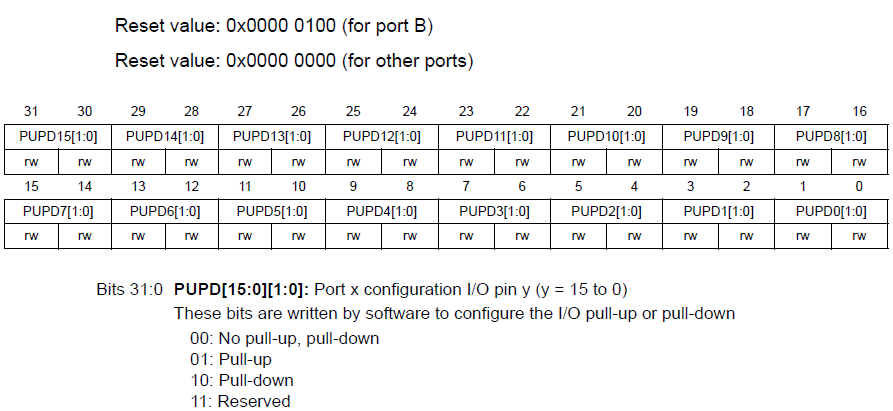 Reset value: 0x0000 0100 (for port B)
Reset value: 0x0000 0000 (for other ports)
31 30 29 28 27 26 25 24 23 22 21 20 19 18 17 16
PUPD15[1:0] PUPD14[1:0] PUPD13[1:0] PUPD12[1:0] PUPD11[1:0] PUPD10[1:0] PUPD9[1:0] PUPD8[1:0]
rw rw rw rw rw rw rw rw rw rw rw rw rw rw rw rw
15 14 13 12 11 10 9 8 7 6 5 4 3 2 1 0
PUPD7[1:0] PUPD6[1:0] PUPD5[1:0] PUPD4[1:0] PUPD3[1:0] PUPD2[1:0] PUPD1[1:0] PUPD0[1:0]
rw rw rw rw rw rw rw rw rw rw rw rw rw rw rw rw
Bits 31:0 PUPD[15:0][1:0]: Port x configuration I/O pin y (y = 15 to 0)
These bits are written by software to configure the I/O pull-up or pull-down
00: No pull-up, pull-down
01: Pull-up
10: Pull-down
11: Reserved